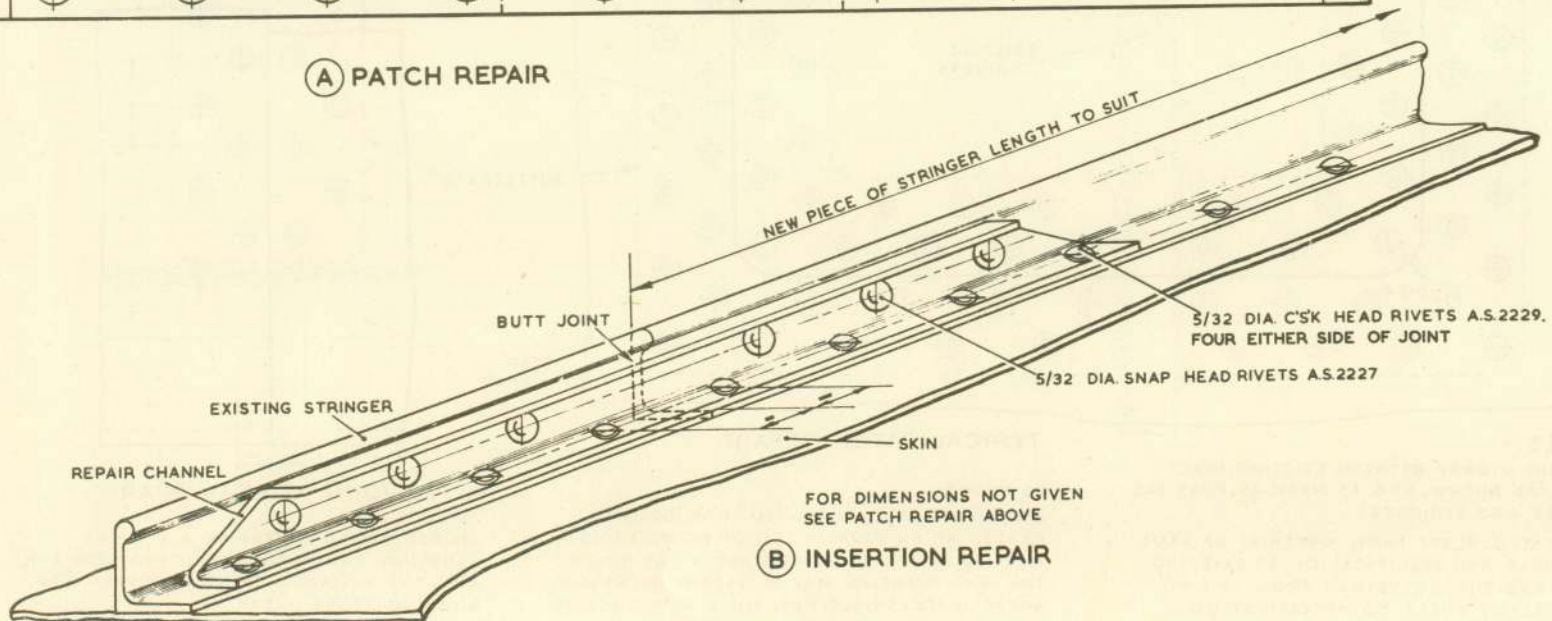 A PATCH REPAIR
NEW PIECE OF STRINGER LENGTH TO SUIT
BUTT JOINT
5/32 DIA. C'S'K HEAD RIVETS A.S.2229.
FOUR EITHER SIDE OF JOINT
5/32 DIA. SNAP HEAD RIVETS A.S.2227
EXISTING STRINGER
SKIN
REPAIR CHANNEL
FOR DIMENSIONS NOT GIVEN
SEE PATCH REPAIR ABOVE
B INSERTION REPAIR